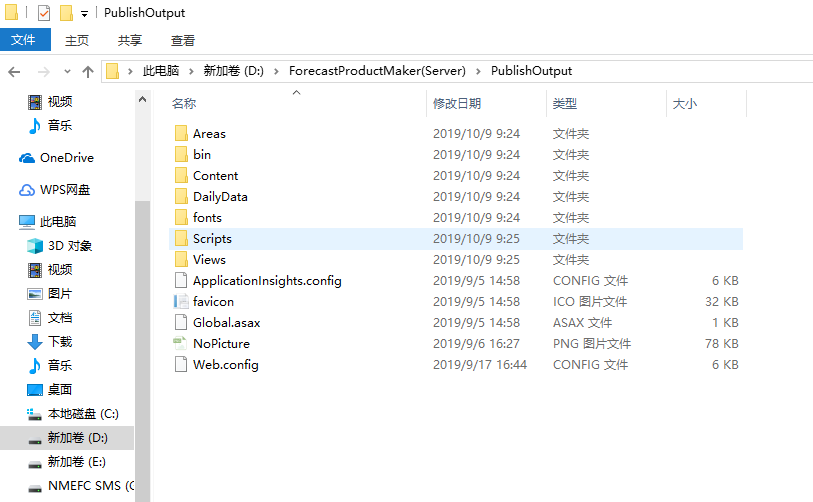 PublishOutput
文件 主页 共享 查看
此电脑 新加卷 (D:) ForecastProductMaker(Server) PublishOutput
视频
音乐
OneDrive
WPS网盘
此电脑
3D 对象
视频
图片
文档
下载
音乐
桌面
本地磁盘 (C:)
新加卷 (D:)
新加卷 (E:)
NMEFC SMS (
名称 修改日期 类型 大小
Areas 2019/10/9 9:24 文件夹
bin 2019/10/9 9:24 文件夹
Content 2019/10/9 9:24 文件夹
DailyData 2019/10/9 9:24 文件夹
fonts 2019/10/9 9:24 文件夹
Scripts 2019/10/9 9:25 文件夹
Views 2019/10/9 9:25 文件夹
ApplicationInsights.config 2019/9/5 14:58 CONFIG 文件 6 KB
favicon 2019/9/5 14:58 ICO 图片文件 32 KB
Global.asax 2019/9/5 14:58 ASAX 文件 1 KB
NoPicture 2019/9/6 16:27 PNG 图片文件 78 KB
Web.config 2019/9/17 16:44 CONFIG 文件 6 KB